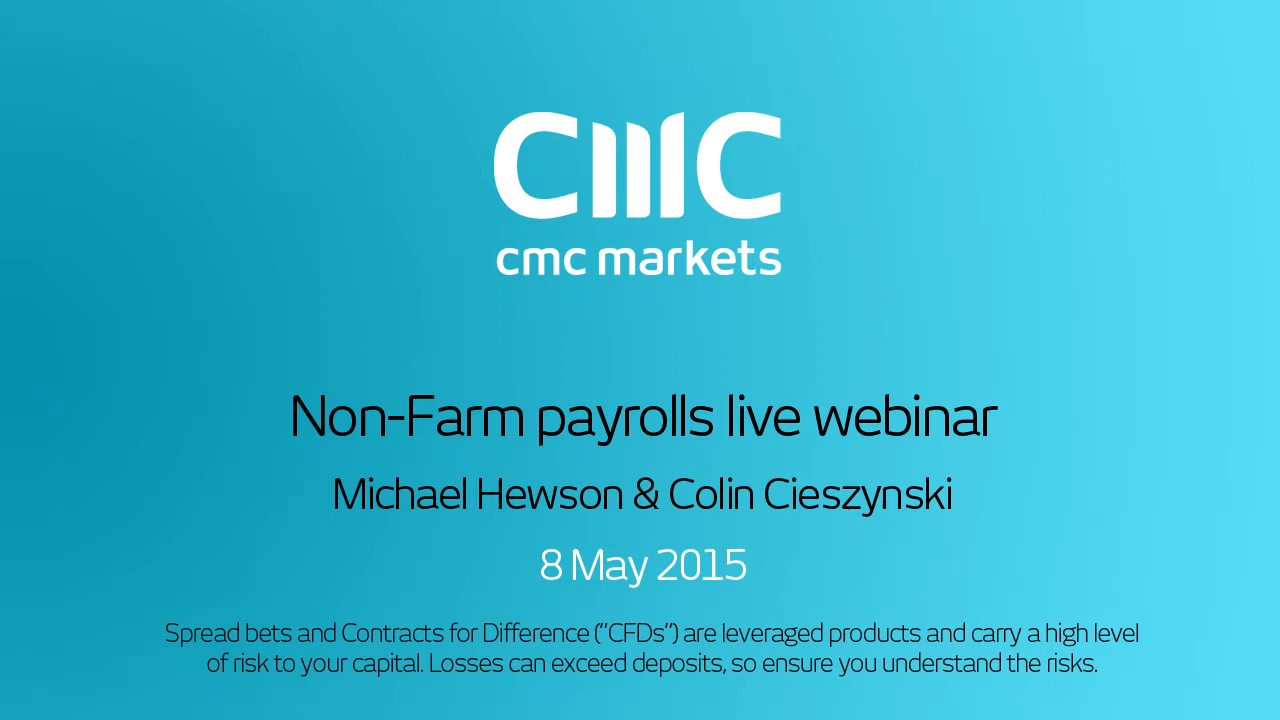 CMC
cmc markets
Non-Farm payrolls live webinar
Michael Hewson & Colin Cieszynski
8 May 2015
Spread bets and Contracts for Difference (“CFDs”) are leveraged products and carry a high level
of risk to your capital. Losses can exceed deposits, so ensure you understand the risks.